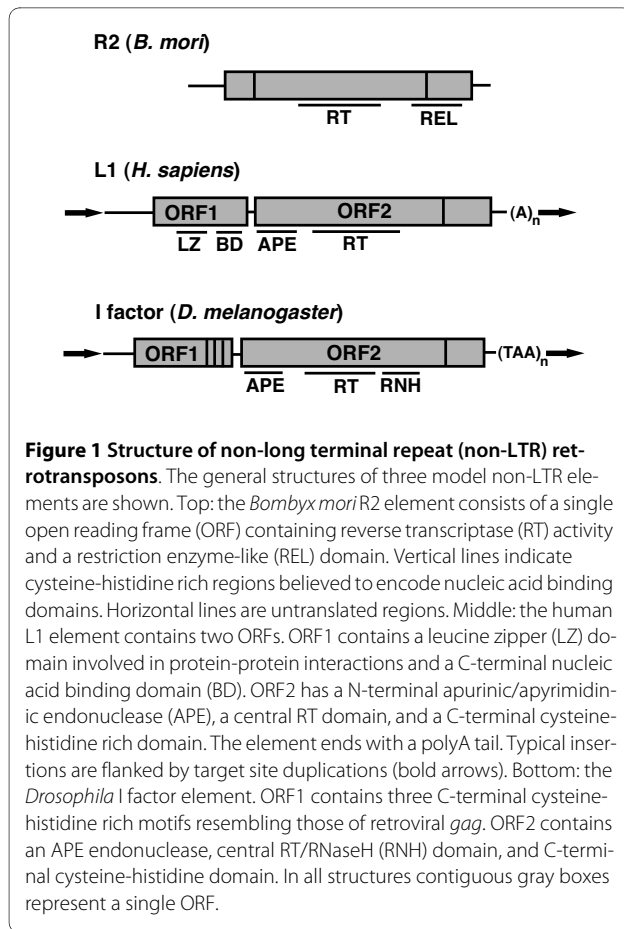 R2 (B. mori)
RT REL
L1 (H. sapiens)
ORF1 ORF2 (A)n
LZ BD APE RT
I factor (D. melanogaster)
ORF1 ORF2 (TAA)n
APE RT RNH
Figure 1 Structure of non-long terminal repeat (non-LTR) ret-
rotransposons. The general structures of three model non-LTR ele-
ments are shown. Top: the Bombyx mori R2 element consists of a single
open reading frame (ORF) containing reverse transcriptase (RT) activity
and a restriction enzyme-like (REL) domain. Vertical lines indicate
cysteine-histidine rich regions believed to encode nucleic acid binding
domains. Horizontal lines are untranslated regions. Middle: the human
L1 element contains two ORFs. ORF1 contains a leucine zipper (LZ) do-
main involved in protein-protein interactions and a C-terminal nucleic
acid binding domain (BD). ORF2 has a N-terminal apurinic/apyrimidin-
ic endonuclease (APE), a central RT domain, and a C-terminal cysteine-
histidine rich domain. The element ends with a polyA tail. Typical inser-
tions are flanked by target site duplications (bold arrows). Bottom: the
Drosophila I factor element. ORF1 contains three C-terminal cysteine-
histidine rich motifs resembling those of retroviral gag. ORF2 contains
an APE endonuclease, central RT/RNaseH (RNH) domain, and C-termi-
nal cysteine-histidine domain. In all structures contiguous gray boxes
represent a single ORF.